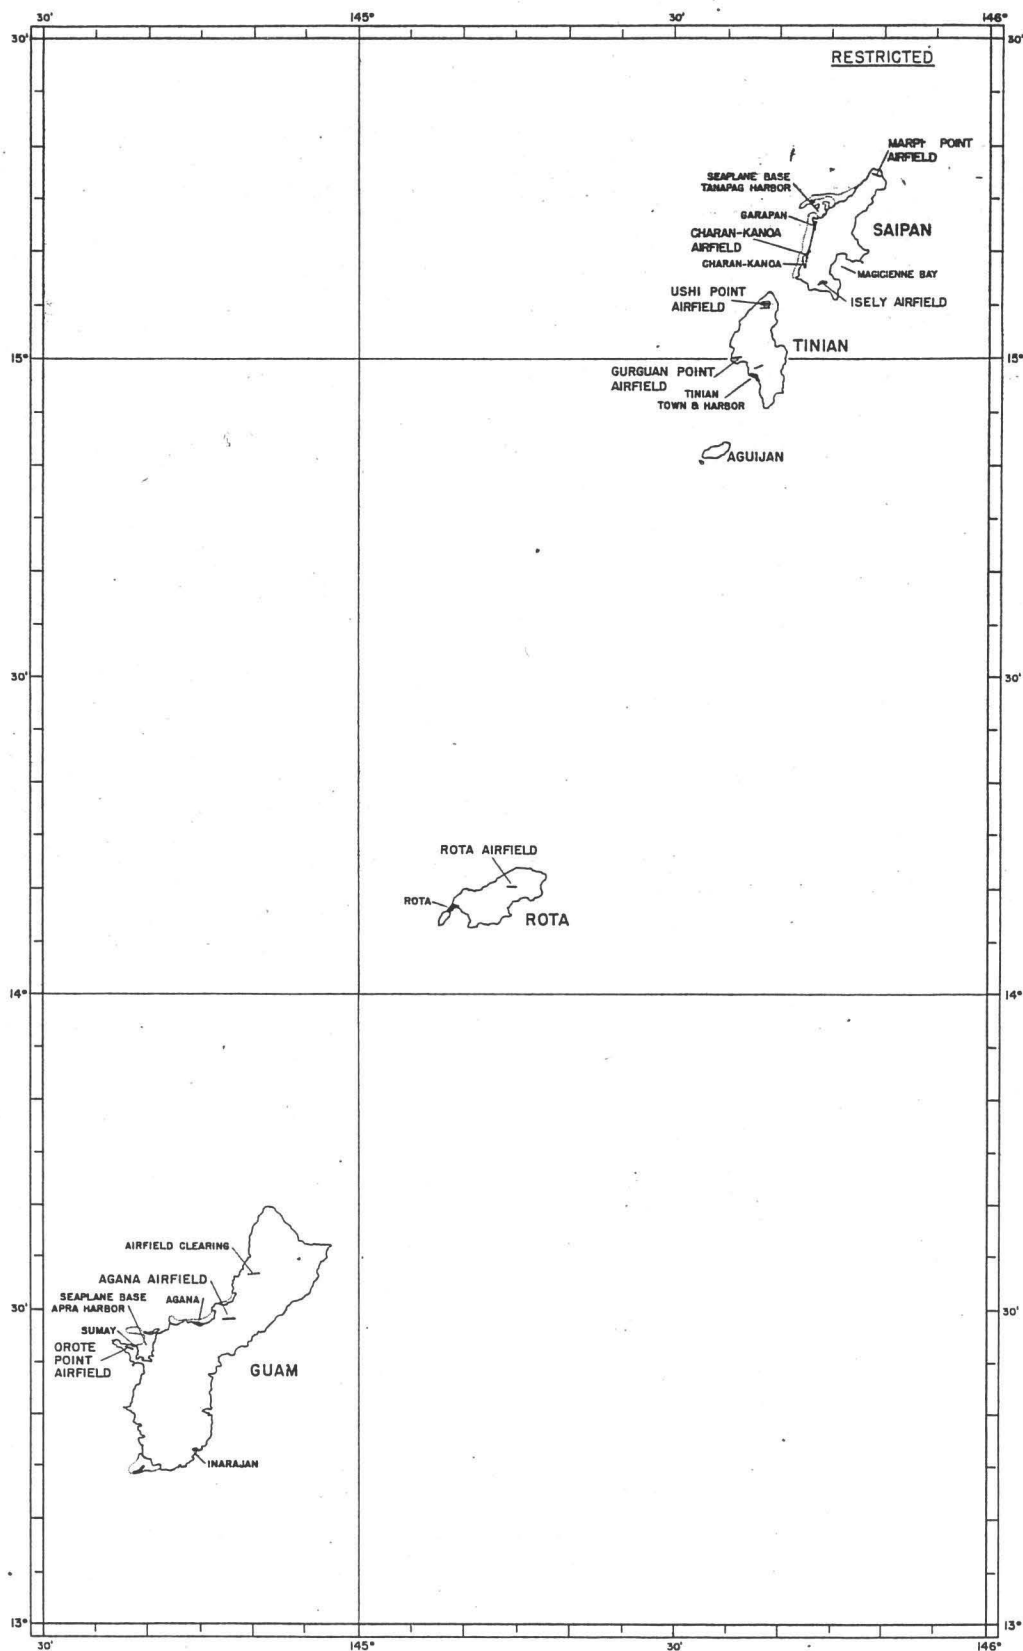 30'
145°
30'
146°
30'
30'
RESTRICTED
MARPI POINT
AIRFIELD
SEAPLANE BASE
TANAPAG HARBOR
GARAPAN
SAIPAN
CHARAN-KANOA
AIRFIELD
CHARAN-KANOA
MAGICIENNE BAY
USHI POINT
AIRFIELD
ISELY AIRFIELD
15°
TINIAN
15°
GURGUAN POINT
AIRFIELD
TINIAN
TOWN & HARBOR
AGUIJAN
30'
30'
ROTA AIRFIELD
ROTA
ROTA
14°
14°
AIRFIELD CLEARING
AGANA AIRFIELD
SEAPLANE BASE
APRA HARBOR
AGANA
30'
30'
SUMAY
OROTE
POINT
AIRFIELD
GUAM
INARAJAN
13°
13°
30'
145°
30'
146°